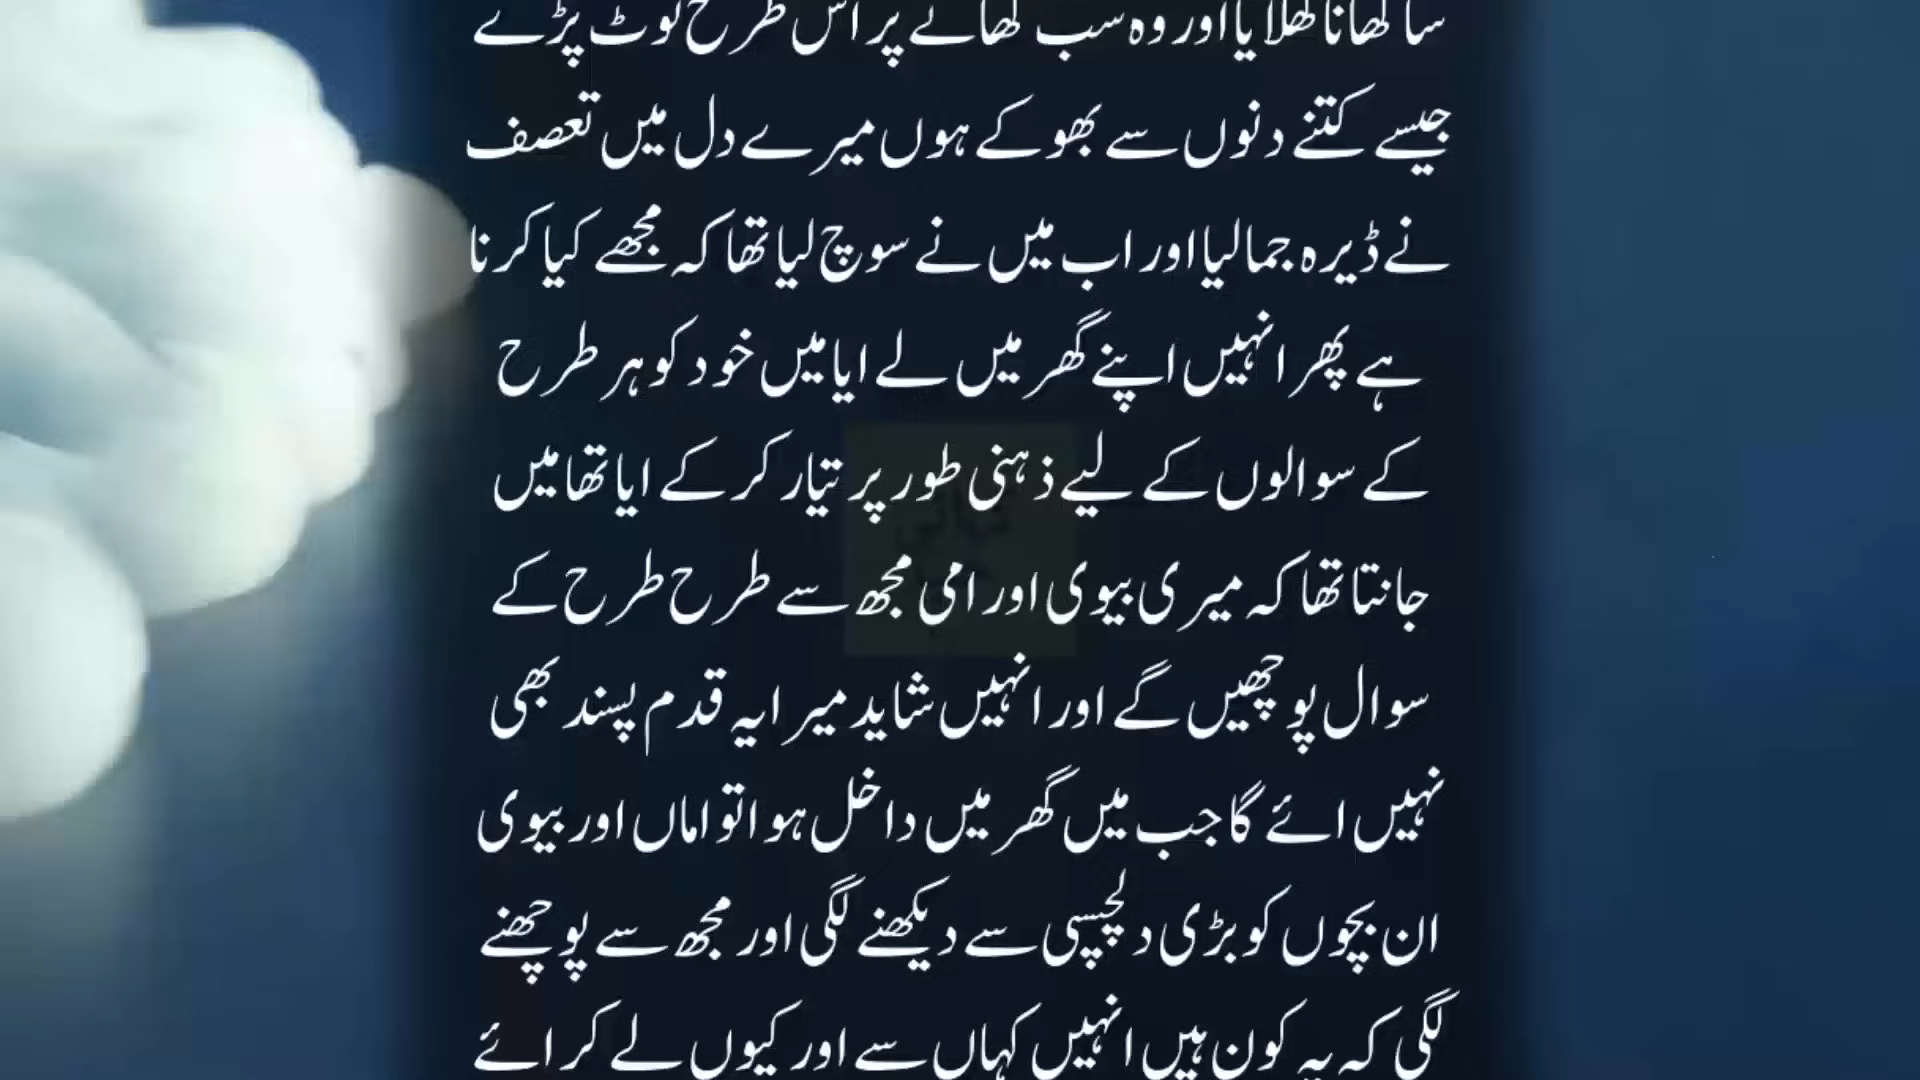 سا کھانا کھلایا اور وہ سب کھانے پر اس طرح ٹوٹ پڑے
جیسے کتنے دنوں سے بھوکے ہوں میرے دل میں تعصف
نے ڈیرہ جما لیا اور اب میں نے سوچ لیا تھا کہ مجھے کیا کرنا
ہے پھر انہیں اپنے گھر میں لے ایا میں خود کو ہر طرح
کے سوالوں کے لیے ذہنی طور پر تیار کر کے ایا تھا میں
جانتا تھا کہ میری بیوی اور امی مجھ سے طرح طرح کے
سوال پوچھیں گے اور انہیں شاید میرا یہ قدم پسند بھی
نہیں ائے گا جب میں گھر میں داخل ہوا تو اماں اور بیوی
ان بچوں کو بڑی دلچسپی سے دیکھنے لگی اور مجھ سے پوچھنے
لگی کہ یہ کون ہیں انہیں کہاں سے اور کیوں لے کر ائے